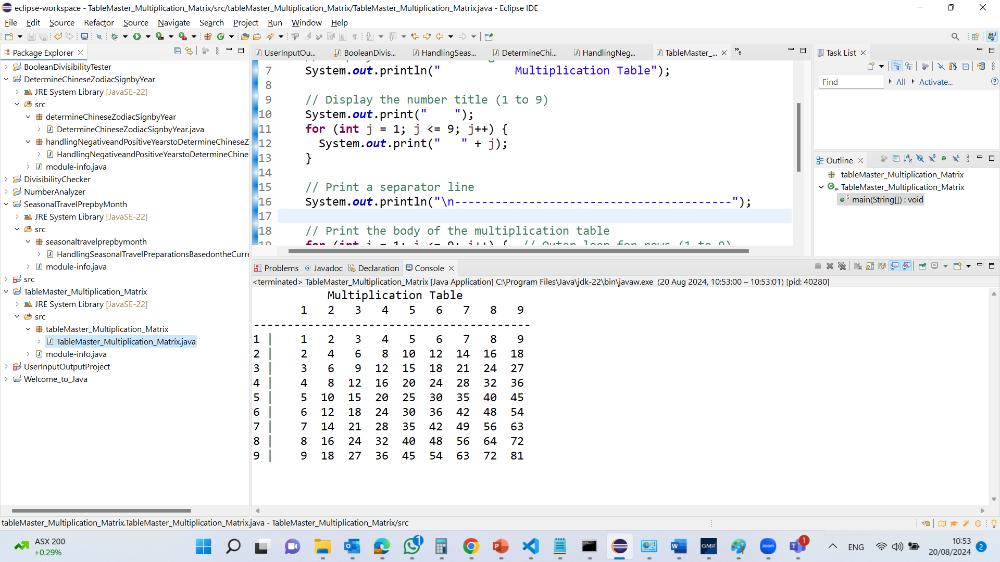 eclipse-workspace - TableMaster_Multiplication_Matrix/src/tableMaster_Multiplication_Matrix/TableMaster_Multiplication_Matrix.java - Eclipse IDE
File Edit Source Refactor Source Navigate Search Project Run Window Help
Package Explorer
BooleanDivisibilityTester
DetermineChineseZodiacSignbyYear
JRE System Library [JavaSE-22]
src
determineChineseZodiacSignbyYear
DetermineChineseZodiacSignbyYear.java
handlingNegativeandPositiveYearstoDetermineChineseZ
HandlingNegativeandPositiveYearstoDetermineChine
module-info.java
DivisibilityChecker
NumberAnalyzer
SeasonalTravelPrepbyMonth
JRE System Library [JavaSE-22]
src
seasonaltravelprepbymonth
HandlingSeasonalTravelPreparationsBasedontheCurre
module-info.java
src
TableMaster_Multiplication_Matrix
JRE System Library [JavaSE-22]
src
tableMaster_Multiplication_Matrix
TableMaster_Multiplication_Matrix.java
module-info.java
UserInputOutputProject
Welcome_to_Java
UserInputOu... BooleanDivis... HandlingSeas... DetermineChi... HandlingNeg... TableMaster_... »6
7 System.out.println("           Multiplication Table");
8
9 // Display the number title (1 to 9)
10 System.out.print("    ");
11 for (int j = 1; j <= 9; j++) {
12 System.out.print("   " + j);
13 }
14
15 // Print a separator line
16 System.out.println("\n-----------------------------------------");
17
18 // Print the body of the multiplication table
19 for (int i = 1; i <= 9; i++) { // Outer loop for rows (1 to 9)
Task List
Find All Activate...
Outline
tableMaster_Multiplication_Matrix
TableMaster_Multiplication_Matrix
main(String[]) : void
Problems @ Javadoc Declaration Console
<terminated> TableMaster_Multiplication_Matrix [Java Application] C:\Program Files\Java\jdk-22\bin\javaw.exe (20 Aug 2024, 10:53:00 – 10:53:01) [pid: 40280]
Multiplication Table
1 2 3 4 5 6 7 8 9
-----------------------------------------
1 | 1 2 3 4 5 6 7 8 9
2 | 2 4 6 8 10 12 14 16 18
3 | 3 6 9 12 15 18 21 24 27
4 | 4 8 12 16 20 24 28 32 36
5 | 5 10 15 20 25 30 35 40 45
6 | 6 12 18 24 30 36 42 48 54
7 | 7 14 21 28 35 42 49 56 63
8 | 8 16 24 32 40 48 56 64 72
9 | 9 18 27 36 45 54 63 72 81
tableMaster_Multiplication_Matrix.TableMaster_Multiplication_Matrix.java - TableMaster_Multiplication_Matrix/src
ASX 200
+0.29%
1
GMX
zoom
1
ENG
10:53
20/08/2024
2